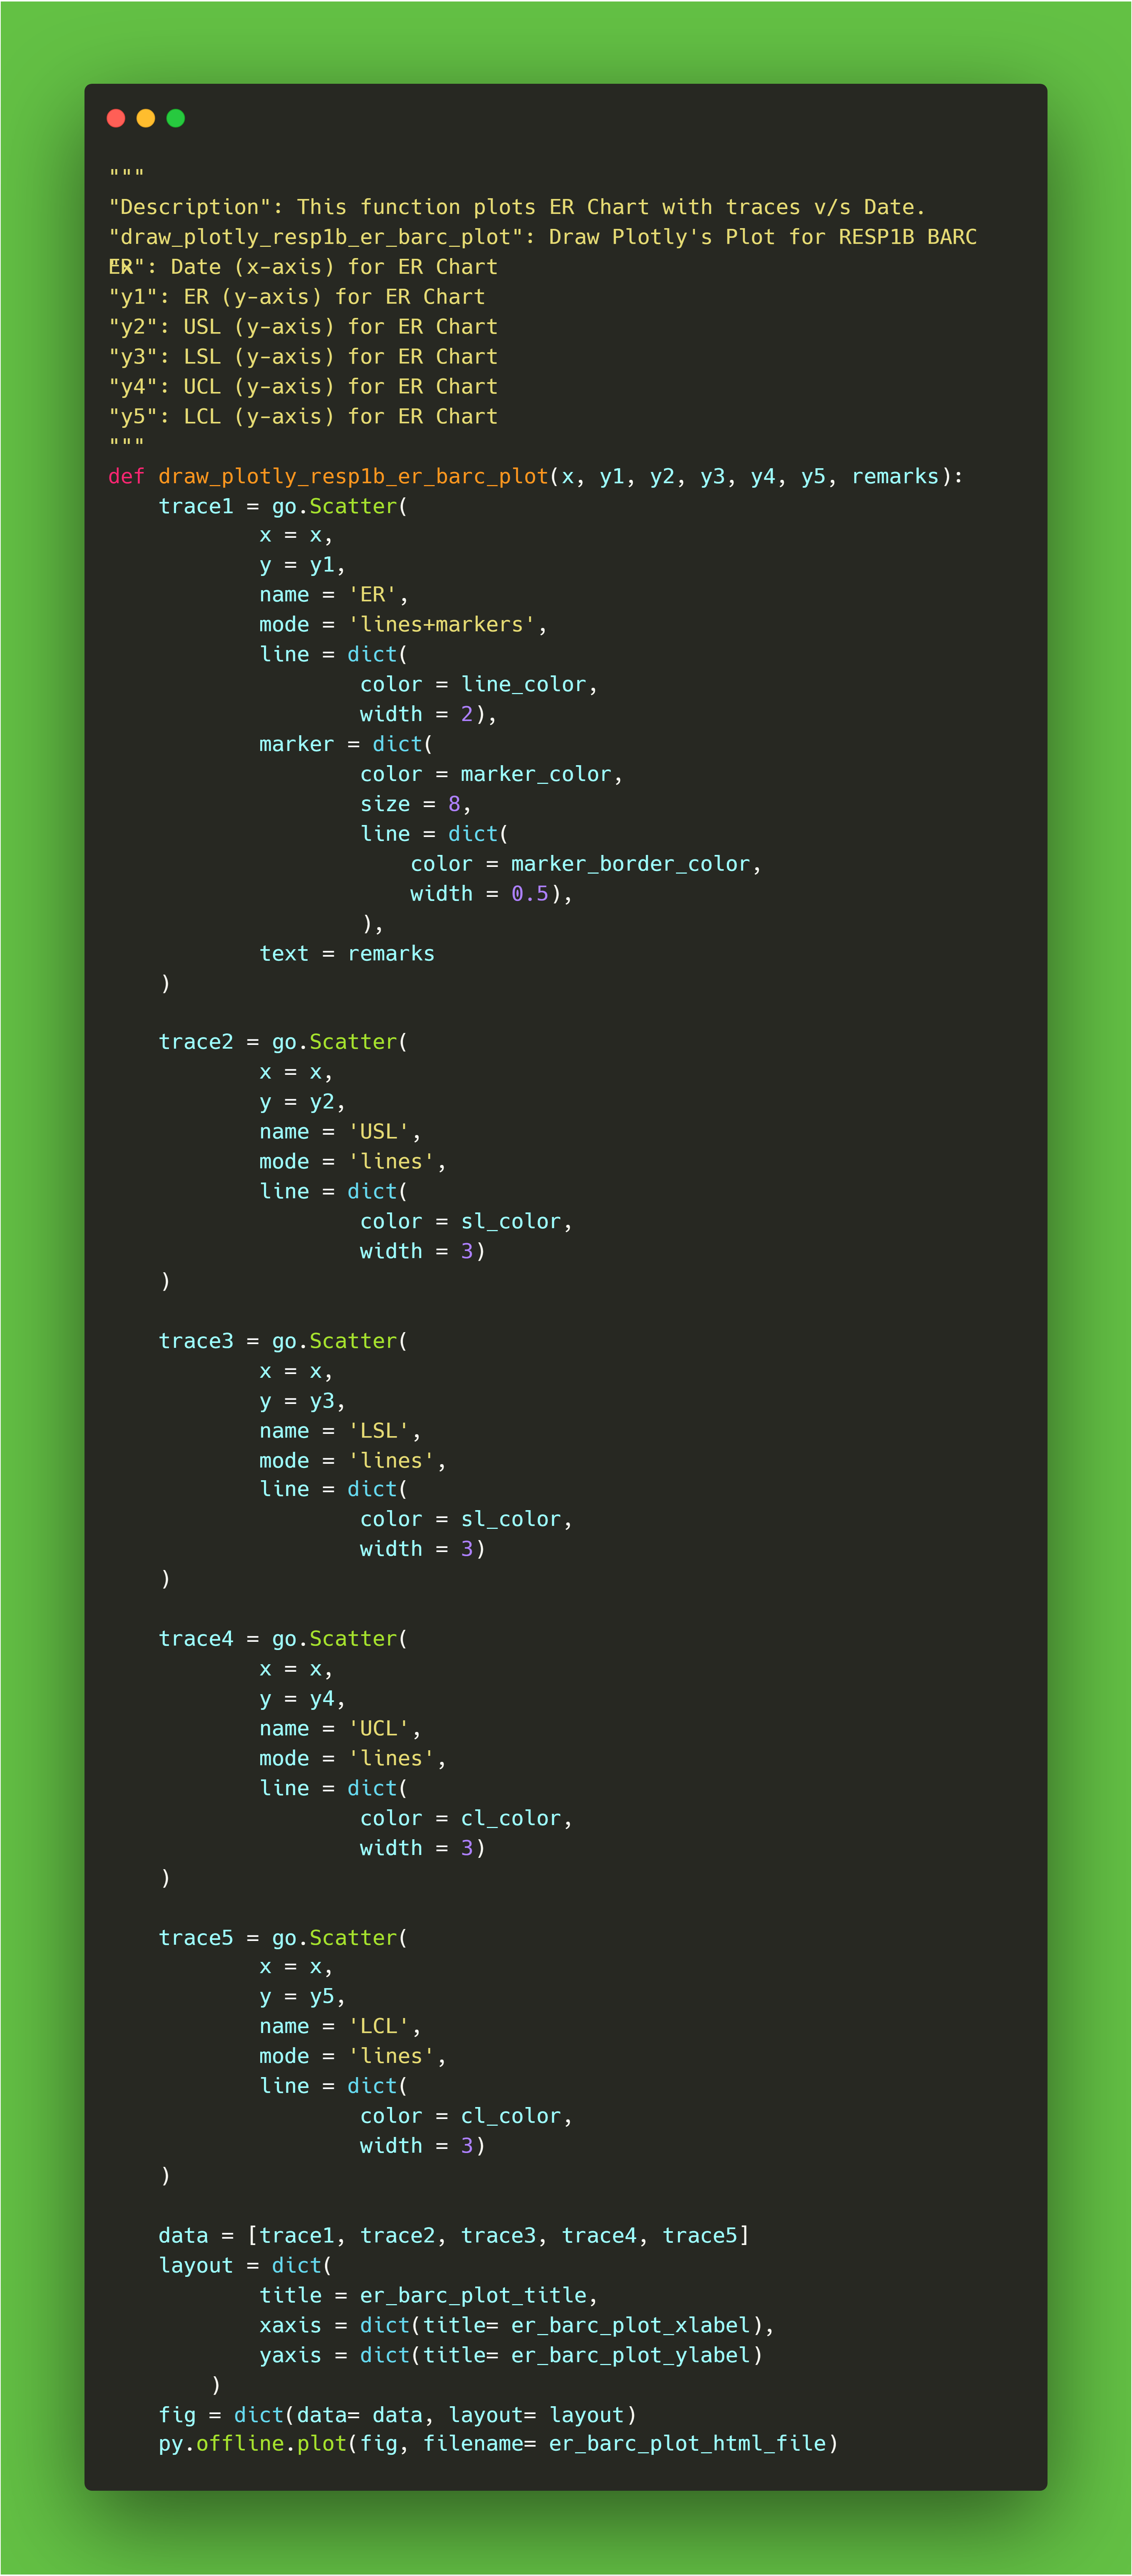 """
"Description": This function plots ER Chart with traces v/s Date.
"draw_plotly_resp1b_er_barc_plot": Draw Plotly's Plot for RESP1B BARC
ER
"x": Date (x-axis) for ER Chart
"y1": ER (y-axis) for ER Chart
"y2": USL (y-axis) for ER Chart
"y3": LSL (y-axis) for ER Chart
"y4": UCL (y-axis) for ER Chart
"y5": LCL (y-axis) for ER Chart
"""
def draw_plotly_resp1b_er_barc_plot(x, y1, y2, y3, y4, y5, remarks):
    trace1 = go.Scatter(
            x = x,
            y = y1,
            name = 'ER',
            mode = 'lines+markers',
            line = dict(
                    color = line_color,
                    width = 2),
            marker = dict(
                    color = marker_color,
                    size = 8,
                    line = dict(
                        color = marker_border_color,
                        width = 0.5),
                    ),
            text = remarks
    )

    trace2 = go.Scatter(
            x = x,
            y = y2,
            name = 'USL',
            mode = 'lines',
            line = dict(
                    color = sl_color,
                    width = 3)
    )

    trace3 = go.Scatter(
            x = x,
            y = y3,
            name = 'LSL',
            mode = 'lines',
            line = dict(
                    color = sl_color,
                    width = 3)
    )

    trace4 = go.Scatter(
            x = x,
            y = y4,
            name = 'UCL',
            mode = 'lines',
            line = dict(
                    color = cl_color,
                    width = 3)
    )

    trace5 = go.Scatter(
            x = x,
            y = y5,
            name = 'LCL',
            mode = 'lines',
            line = dict(
                    color = cl_color,
                    width = 3)
    )

    data = [trace1, trace2, trace3, trace4, trace5]
    layout = dict(
            title = er_barc_plot_title,
            xaxis = dict(title= er_barc_plot_xlabel),
            yaxis = dict(title= er_barc_plot_ylabel)
        )
    fig = dict(data= data, layout= layout)
    py.offline.plot(fig, filename= er_barc_plot_html_file)